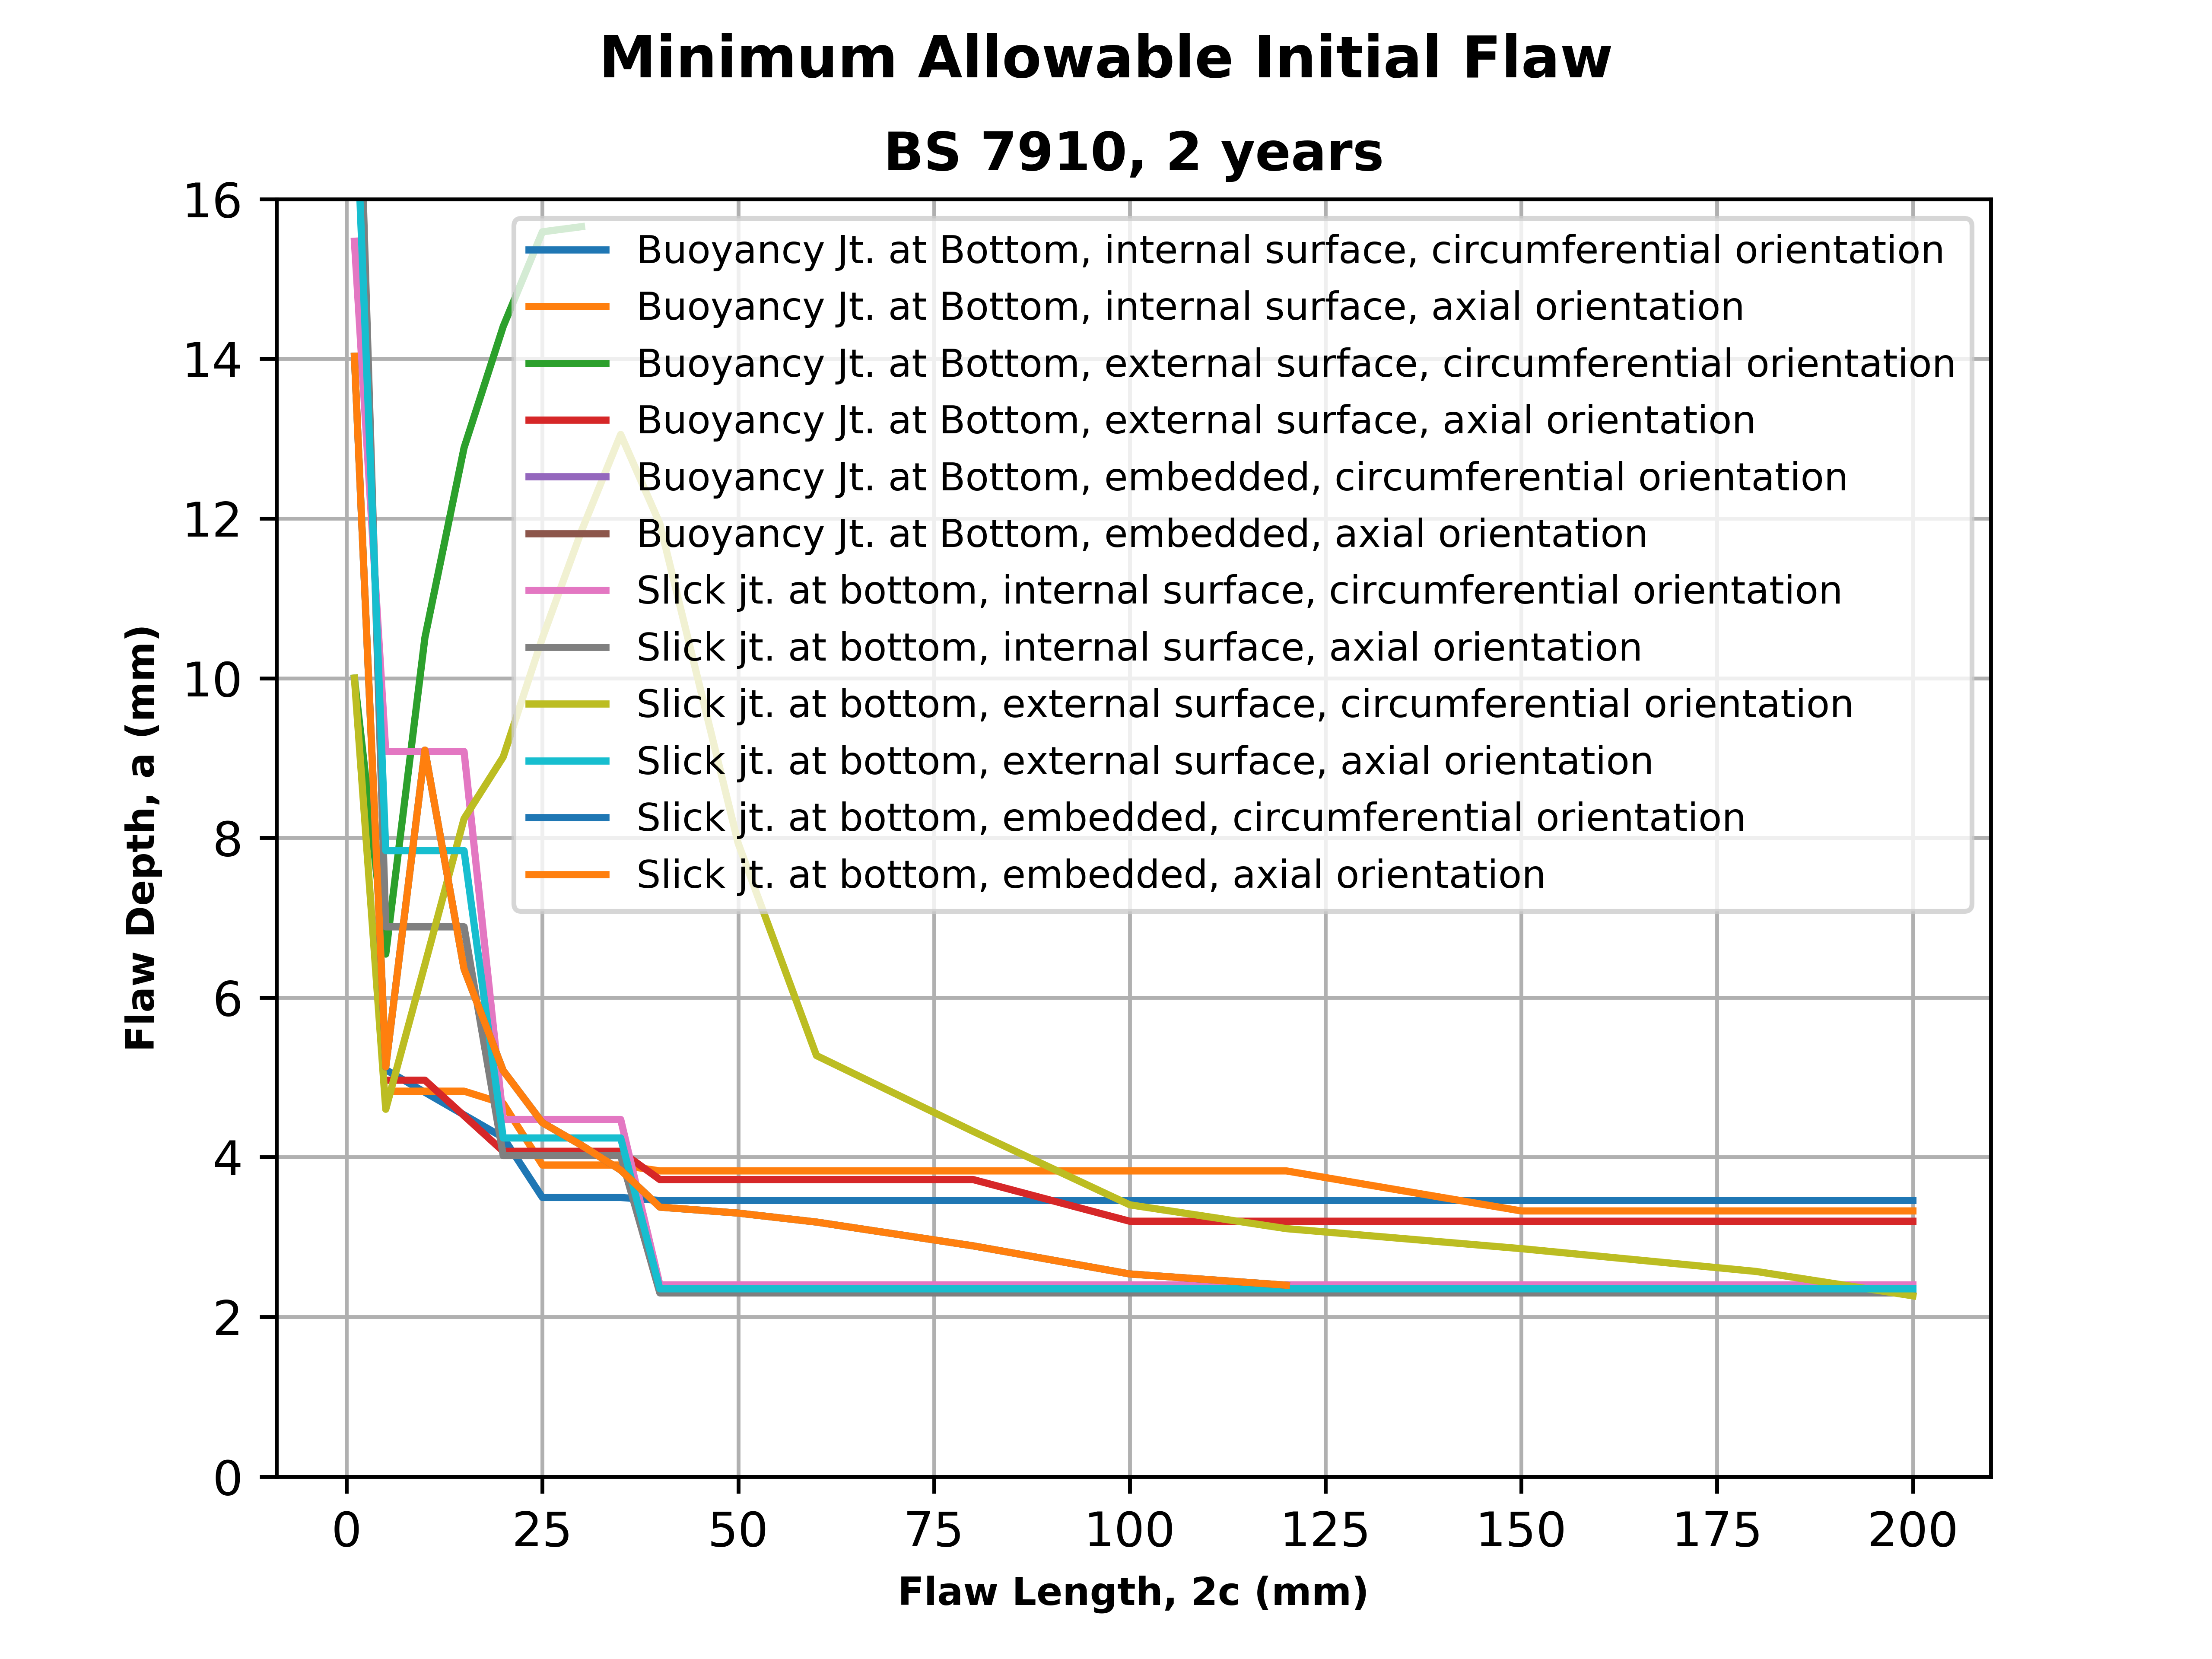 Minimum Allowable Initial Flaw
BS 7910, 2 years
16
14
12
10
8
6
4
2
0
Flaw Depth, a (mm)
Buoyancy Jt. at Bottom, internal surface, circumferential orientation
Buoyancy Jt. at Bottom, internal surface, axial orientation
Buoyancy Jt. at Bottom, external surface, circumferential orientation
Buoyancy Jt. at Bottom, external surface, axial orientation
Buoyancy Jt. at Bottom, embedded, circumferential orientation
Buoyancy Jt. at Bottom, embedded, axial orientation
Slick jt. at bottom, internal surface, circumferential orientation
Slick jt. at bottom, internal surface, axial orientation
Slick jt. at bottom, external surface, circumferential orientation
Slick jt. at bottom, external surface, axial orientation
Slick jt. at bottom, embedded, circumferential orientation
Slick jt. at bottom, embedded, axial orientation
0 25 50 75 100 125 150 175 200
Flaw Length, 2c (mm)